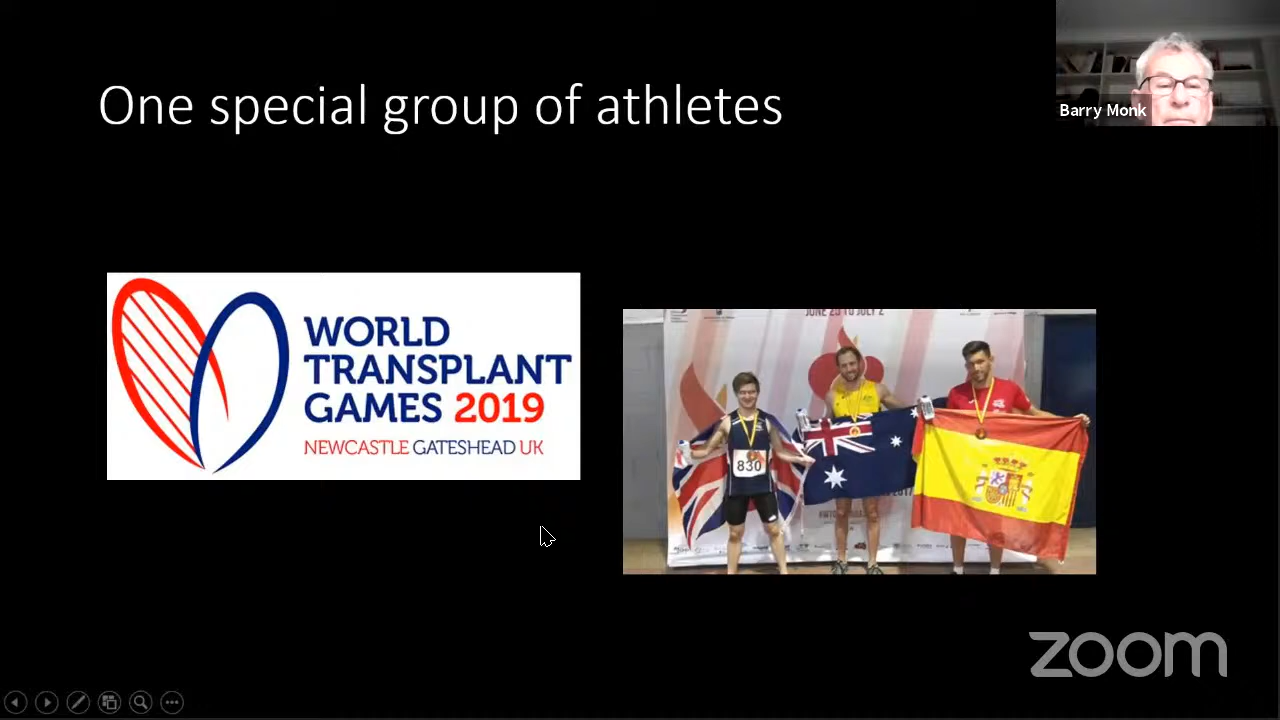 One special group of athletes
Barry Monk
WORLD
TRANSPLANT
GAMES 2019
NEWCASTLE GATESHEAD UK
JUNE 25 TO JULY 2
830
zoom